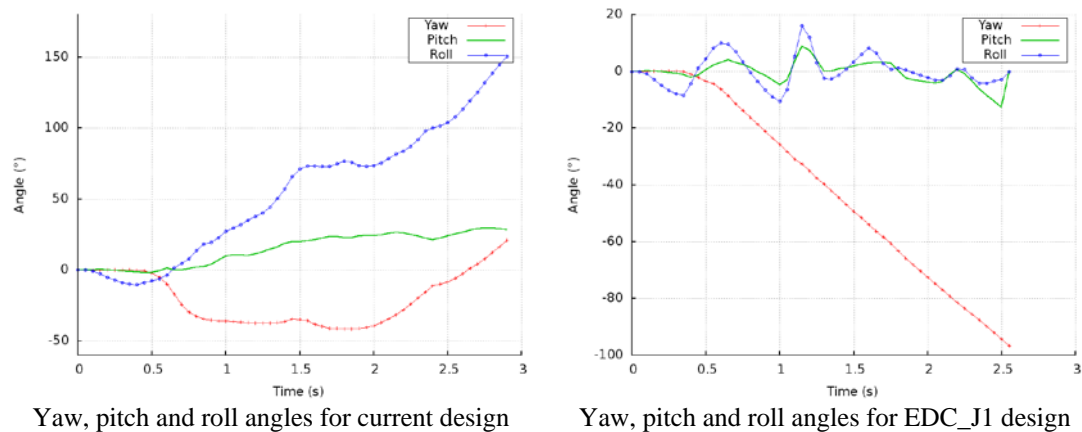 Yaw
Pitch
Roll
150
100
50
0
-50
Angle (°)
0
0.5
1
1.5
2
2.5
3
Time (s)
Yaw, pitch and roll angles for current design
Yaw
Pitch
Roll
20
0
-20
-40
-60
-80
-100
Angle (°)
0
0.5
1
1.5
2
2.5
3
Time (s)
Yaw, pitch and roll angles for EDC_J1 design